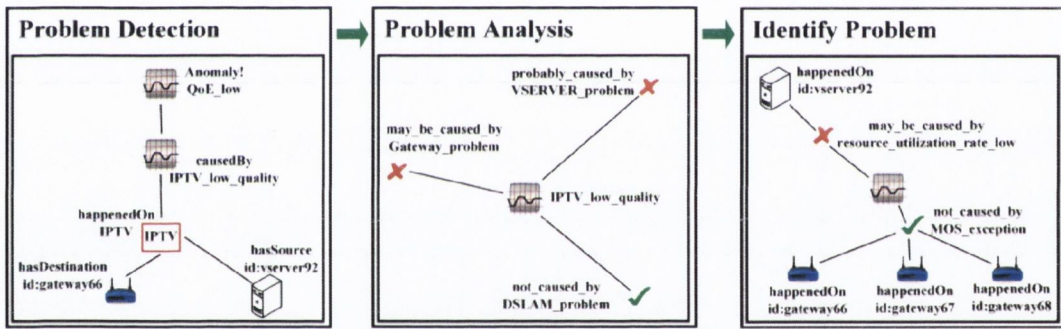 Problem Detection
Anomaly!
QoE_low
causedBy
IPTV_low_quality
happenedOn
IPTV
IPTV
hasDestination
id:gateway66
hasSource
id:vserver92
Problem Analysis
probably_caused_by
VSERVER_problem
may_be_caused_by
Gateway_problem
IPTV_low_quality
not_caused_by
DSLAM_problem
Identify Problem
happenedOn
id:vserver92
may_be_caused_by
resource_utilization_rate_low
not_caused_by
MOS_exception
happenedOn
id:gateway66
happenedOn
id:gateway67
happenedOn
id:gateway68